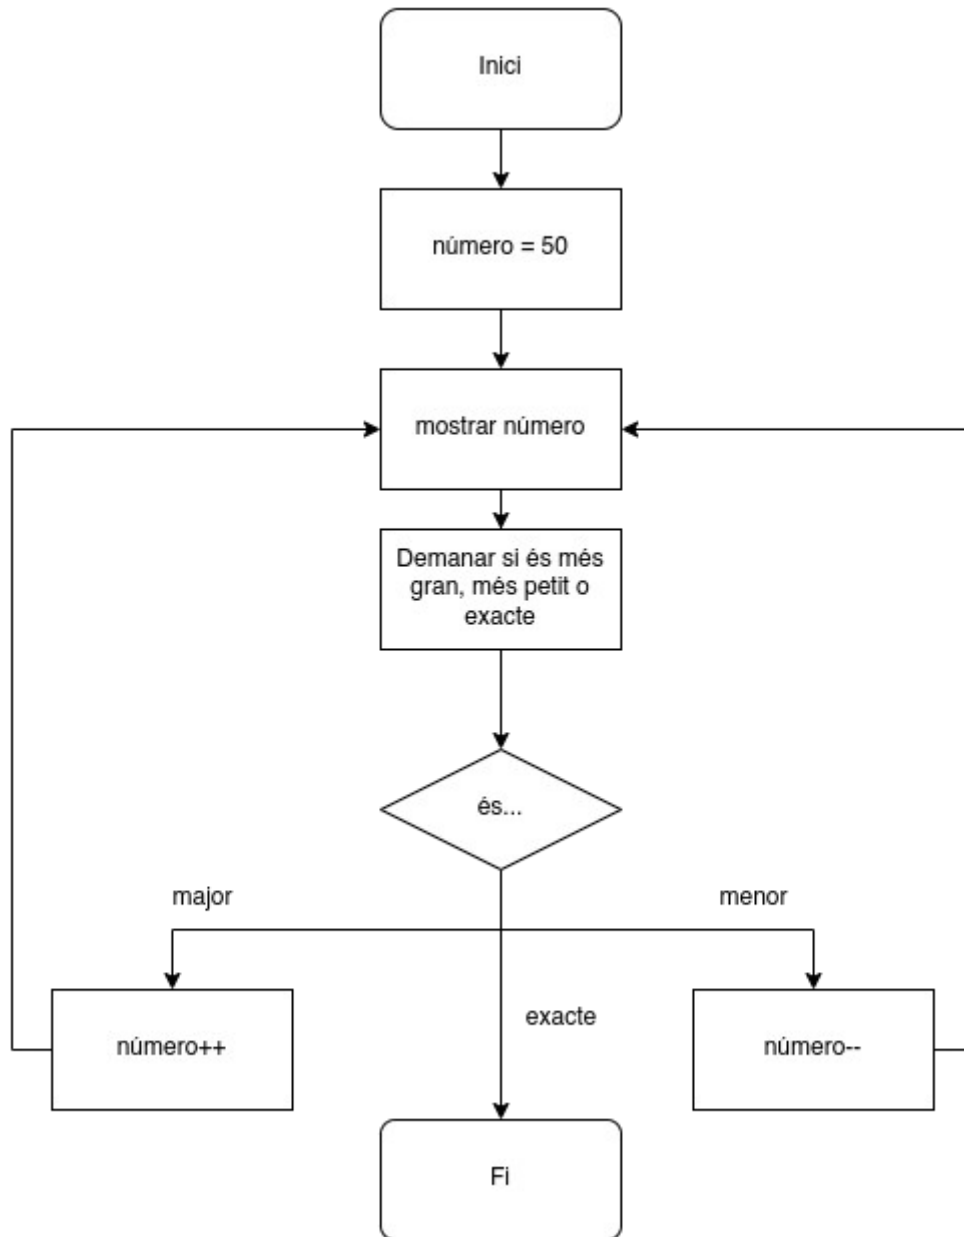 Inici
número = 50
mostrar número
Demanar si és més
gran, més petit o
exacte
és...
major
menor
exacte
número++
número--
Fi